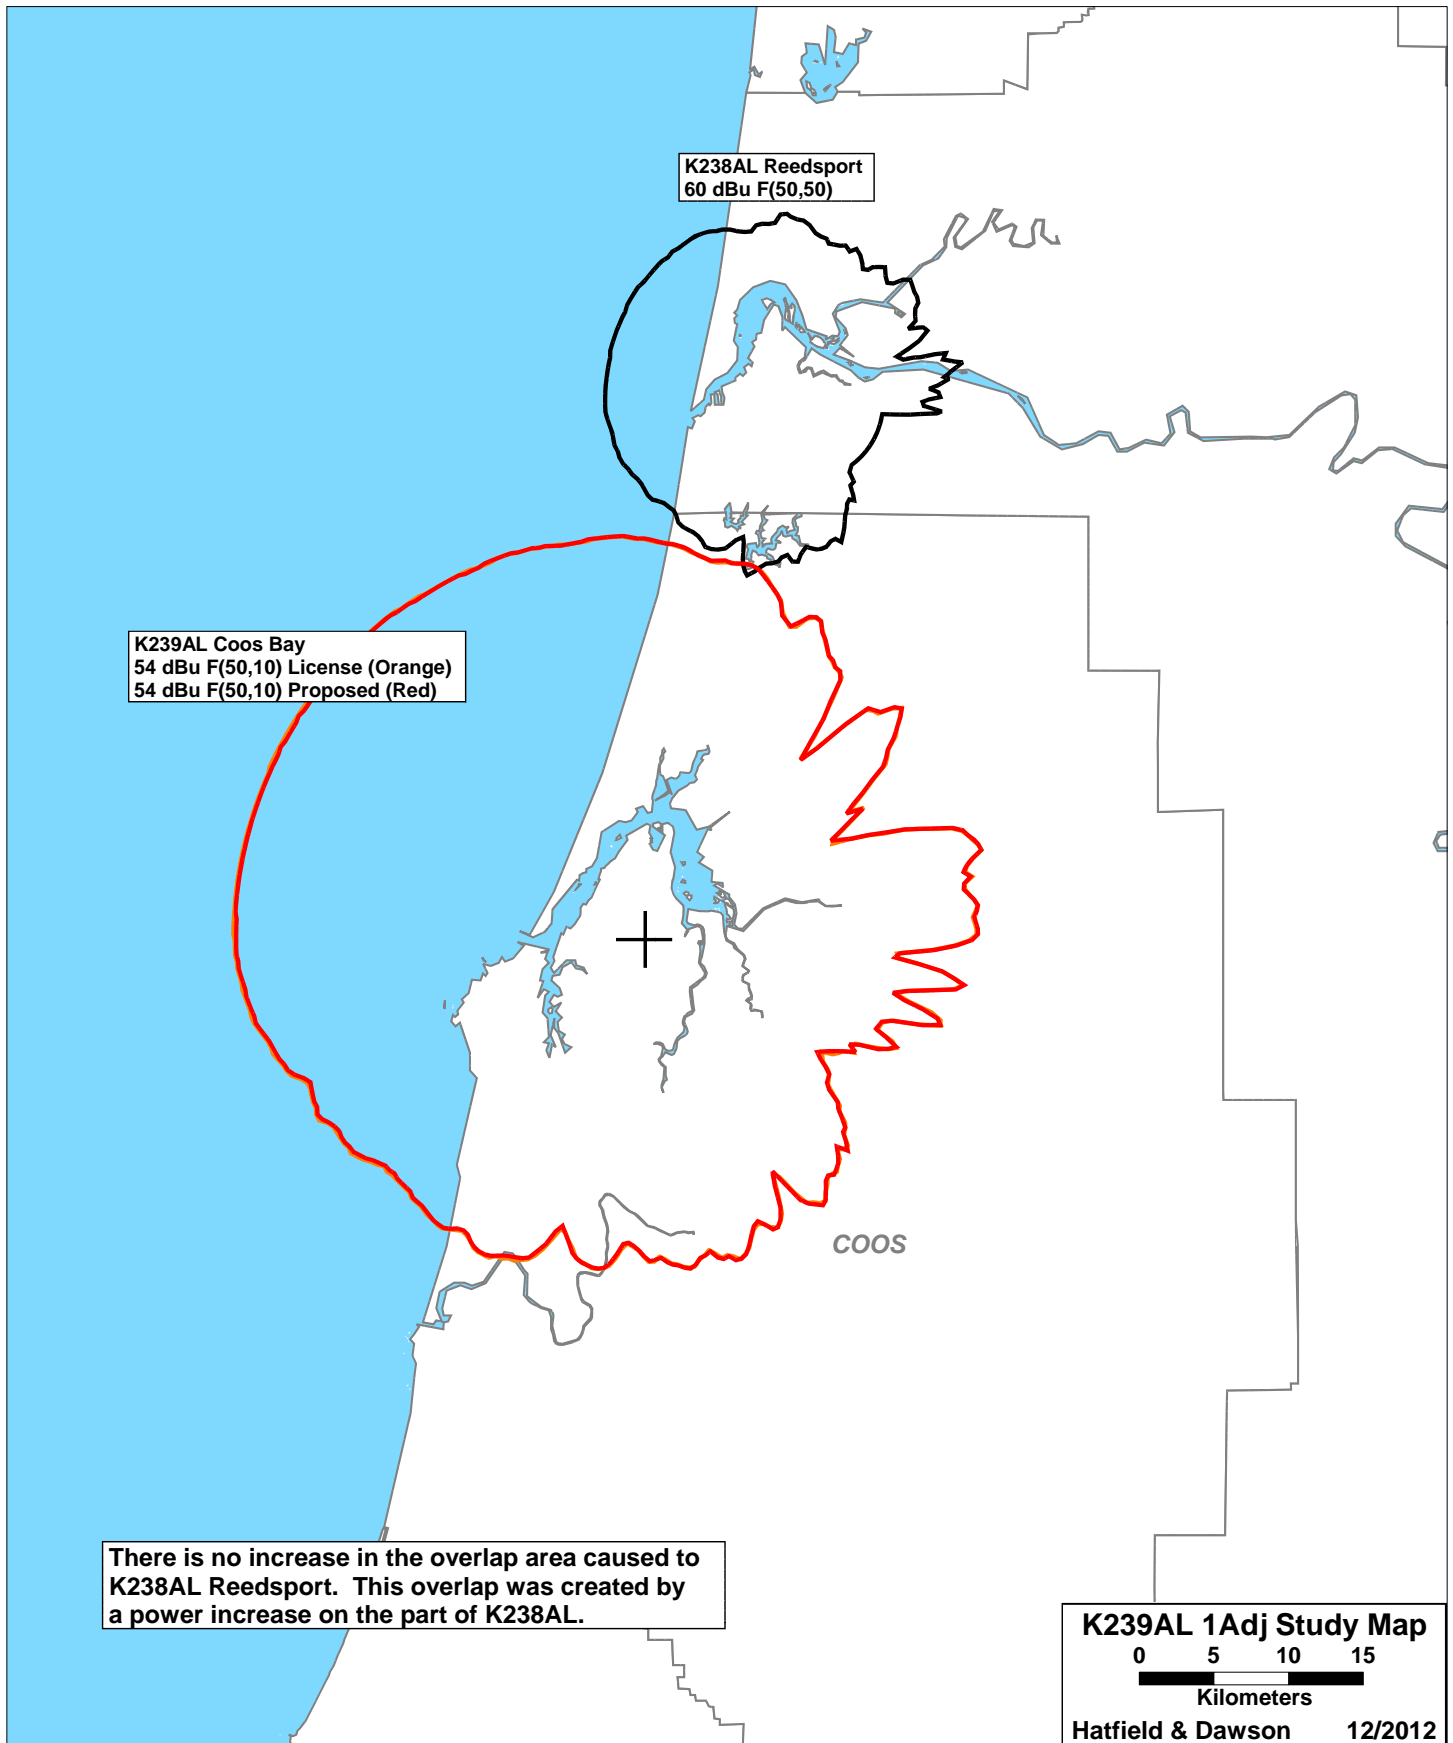 K238AL Reedsport
60 dBu F(50,50)
K239AL Coos Bay
54 dBu F(50,10) License (Orange)
54 dBu F(50,10) Proposed (Red)
COOS
There is no increase in the overlap area caused to
K238AL Reedsport.  This overlap was created by
a power increase on the part of K238AL.
K239AL 1Adj Study Map
0 5 10 15
Kilometers
Hatfield & Dawson 12/2012